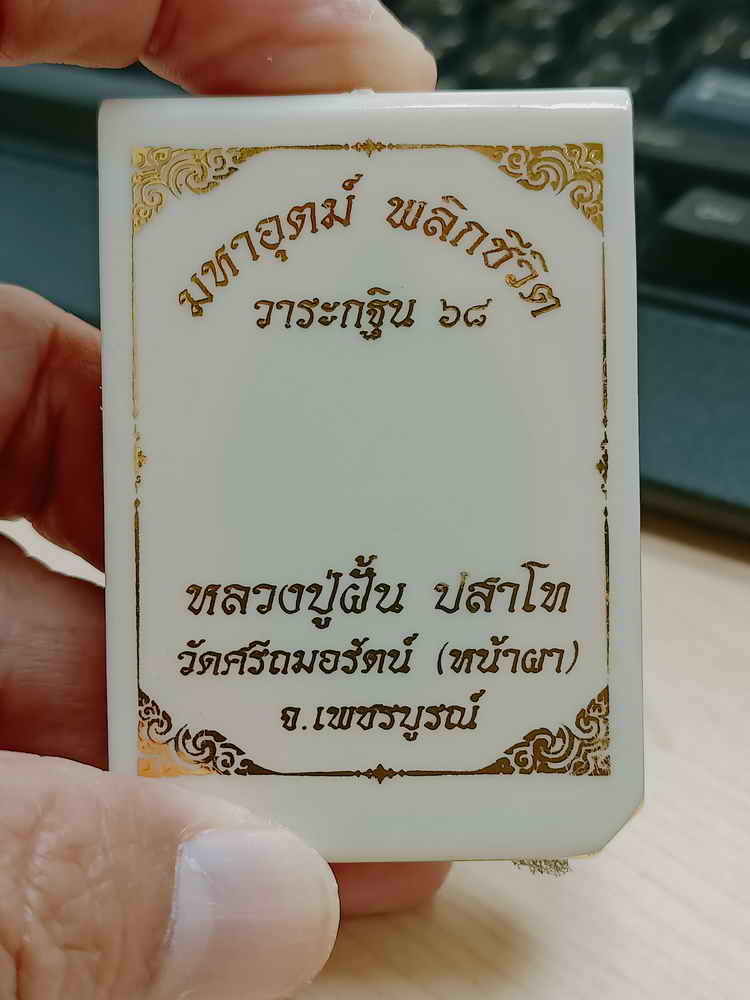 มหาอุตม์ พลิกชีวิต
วาระกฐิน ๖๘
หลวงปู่ฝั้น ปสาโท
วัดศรีถมอรัตน์ (หน้าผา)
จ.เพชรบูรณ์